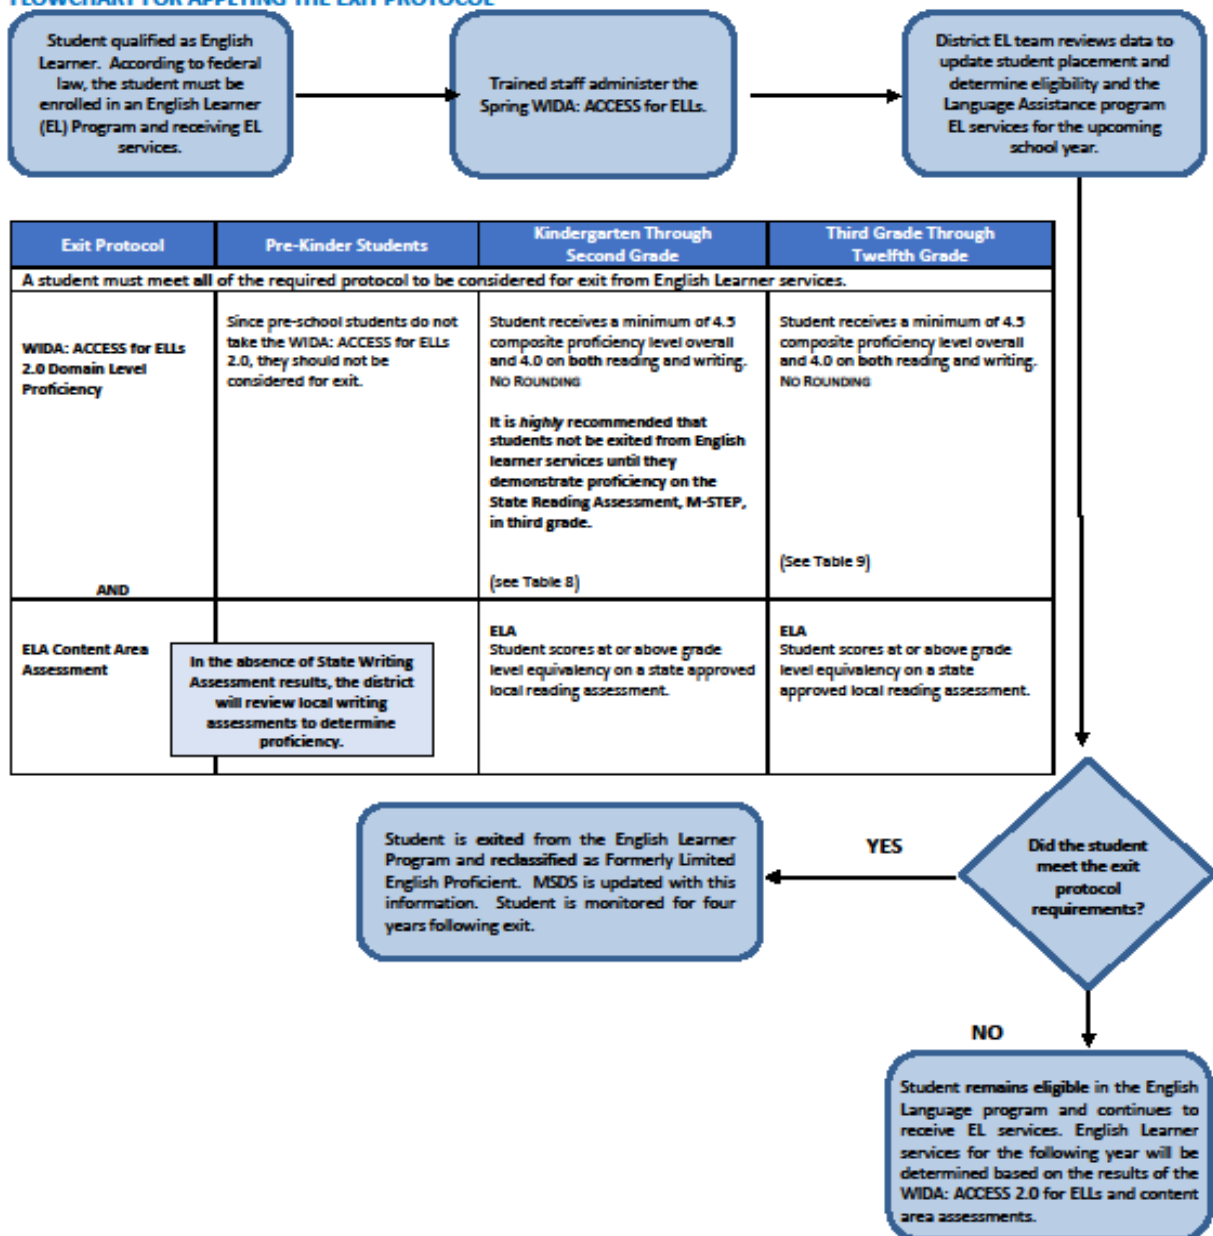 FLOWCHART FOR APPLYING THE EXIT PROTOCOL
Student qualified as English
Learner. According to federal
law, the student must be
enrolled in an English Learner
(EL) Program and receiving EL
services.
Trained staff administer the
Spring WIDA: ACCESS for ELLs.
District EL team reviews data to
update student placement and
determine eligibility and the
Language Assistance program
EL services for the upcoming
school year.
Exit Protocol
Pre-Kinder Students
Kindergarten Through
Second Grade
Third Grade Through
Twelfth Grade
A student must meet all of the required protocol to be considered for exit from English Learner services.
WIDA: ACCESS for ELLs
2.0 Domain Level
Proficiency
AND
Since pre-school students do not
take the WIDA: ACCESS for ELLs
2.0, they should not be
considered for exit.
Student receives a minimum of 4.5
composite proficiency level overall
and 4.0 on both reading and writing.
NO ROUNDING
It is highly recommended that
students not be exited from English
learner services until they
demonstrate proficiency on the
State Reading Assessment, M-STEP,
in third grade.
(see Table 8)
Student receives a minimum of 4.5
composite proficiency level overall
and 4.0 on both reading and writing.
NO ROUNDING
(See Table 9)
ELA Content Area
Assessment
In the absence of State Writing
Assessment results, the district
will review local writing
assessments to determine
proficiency.
ELA
Student scores at or above grade
level equivalency on a state approved
local reading assessment.
ELA
Student scores at or above grade
level equivalency on a state
approved local reading assessment.
Did the student
meet the exit
protocol
requirements?
YES
Student is exited from the English Learner
Program and reclassified as Formerly Limited
English Proficient. MSDS is updated with this
information. Student is monitored for four
years following exit.
NO
Student remains eligible in the English
Language program and continues to
receive EL services. English Learner
services for the following year will be
determined based on the results of the
WIDA: ACCESS 2.0 for ELLs and content
area assessments.